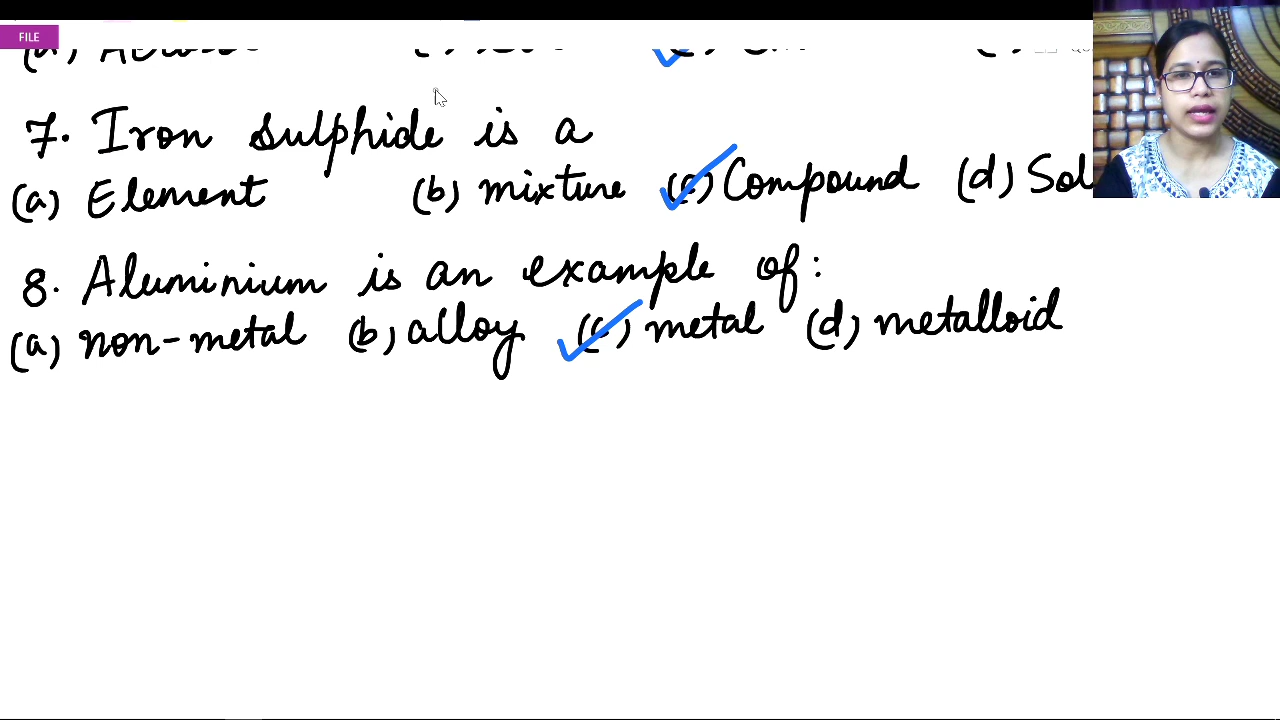 FILE
7. Iron sulphide is a
(a) Element (b) mixture (c) Compound (d) Sol
8. Aluminium is an example of:
(a) non-metal (b) alloy (c) metal (d) metalloid